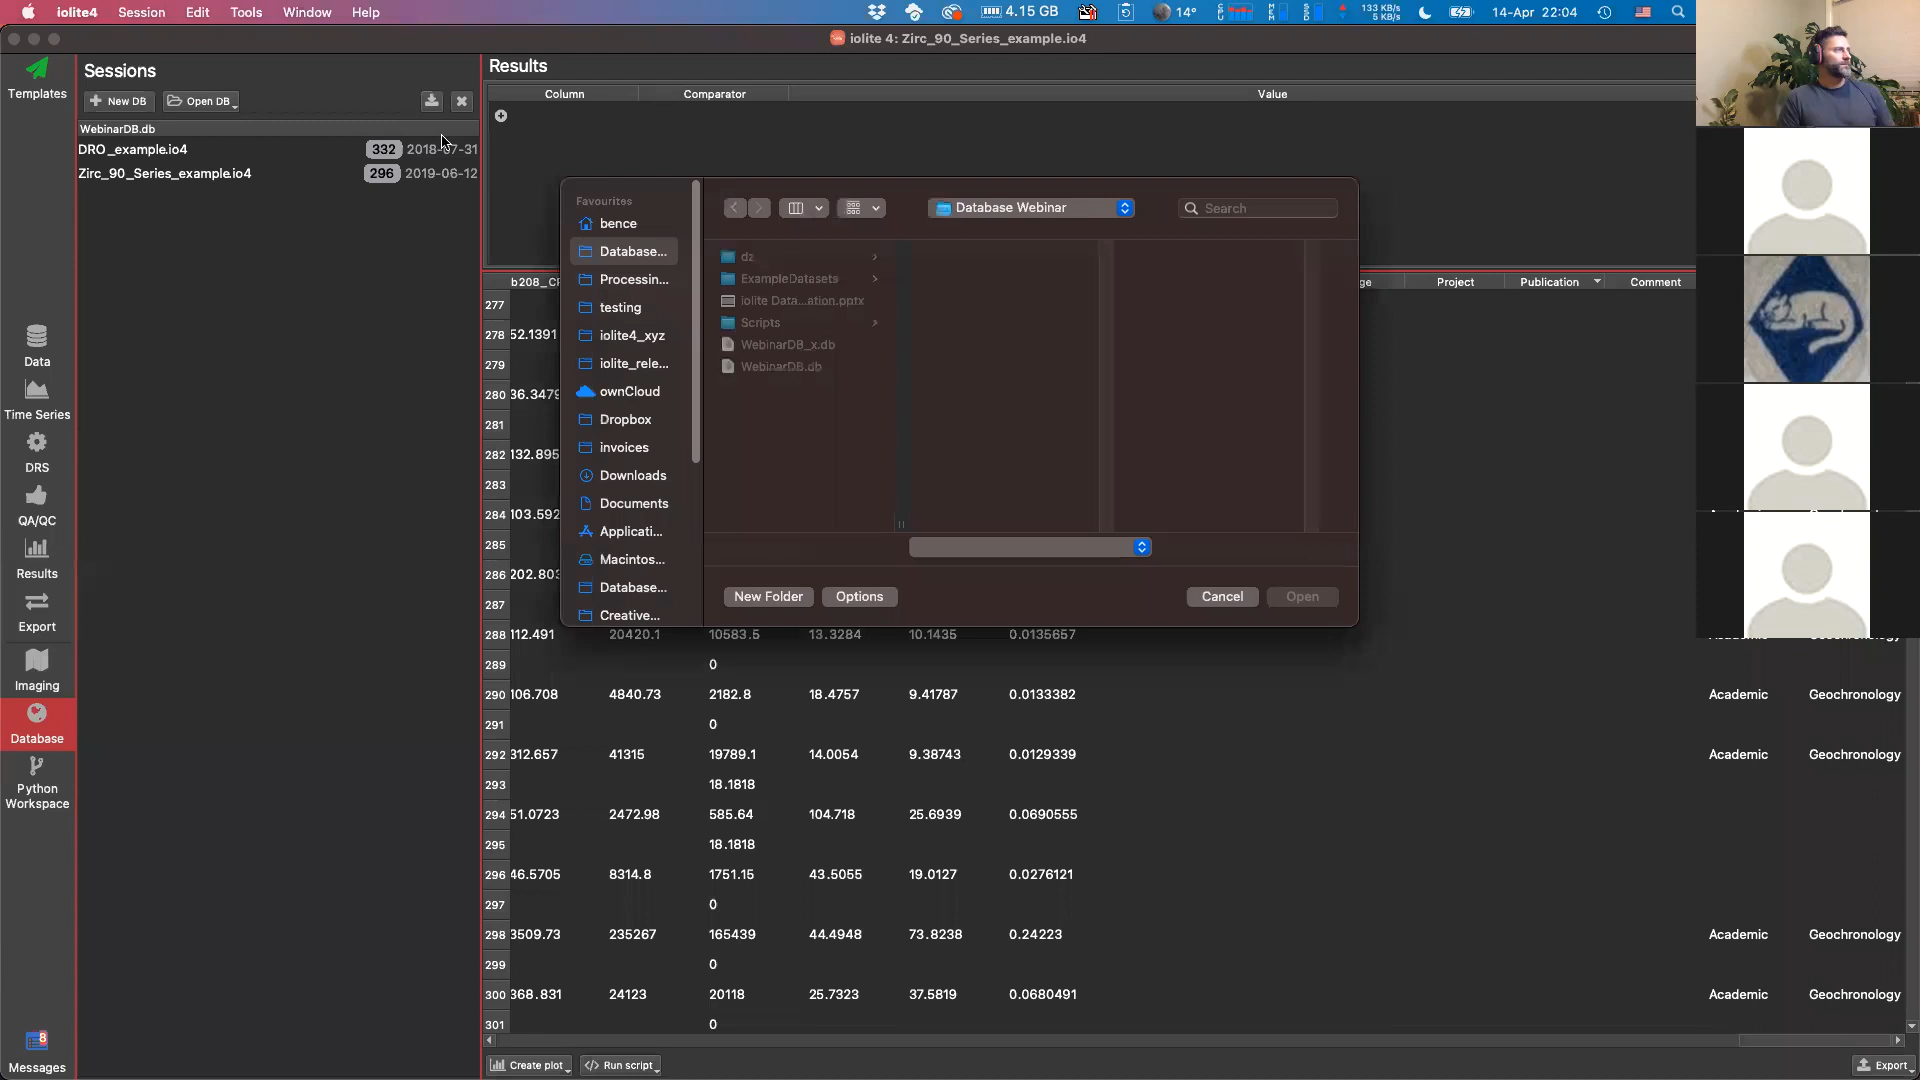 iolite4 Session Edit Tools Window Help
4.15 GB 14° 133 KB/s 5 KB/s 14-Apr 22:04
iolite 4: Zirc_90_Series_example.io4
Templates
Data
Time Series
DRS
QA/QC
Results
Export
Imaging
Database
Python Workspace
8
Messages
Sessions
New DB Open DB
WebinarDB.db
DRO_example.io4 332 2018-07-31
Zirc_90_Series_example.io4 296 2019-06-12
Results
Column Comparator Value
Favourites
bence
Database...
Processin...
testing
iolite4_xyz
iolite_rele...
ownCloud
Dropbox
invoices
Downloads
Documents
Applicati...
Macintos...
Database...
Creative...
Database Webinar
Search
dz
ExampleDatasets
iolite Data...ation.pptx
Scripts
WebinarDB_x.db
WebinarDB.db
New Folder Options Cancel Open
Project Publication Comment
277
278 52.1391
279
280 36.3479
281
282 132.895
283
284 103.592
285
286 202.803
287
288 112.491 20420.1 10583.5 13.3284 10.1435 0.0135657
289 0
290 106.708 4840.73 2182.8 18.4757 9.41787 0.0133382 Academic Geochronology
291 0
292 312.657 41315 19789.1 14.0054 9.38743 0.0129339 Academic Geochronology
293 18.1818
294 51.0723 2472.98 585.64 104.718 25.6939 0.0690555
295 18.1818
296 46.5705 8314.8 1751.15 43.5055 19.0127 0.0276121
297 0
298 3509.73 235267 165439 44.4948 73.8238 0.24223 Academic Geochronology
299 0
300 368.831 24123 20118 25.7323 37.5819 0.0680491 Academic Geochronology
301 0
Create plot Run script Export